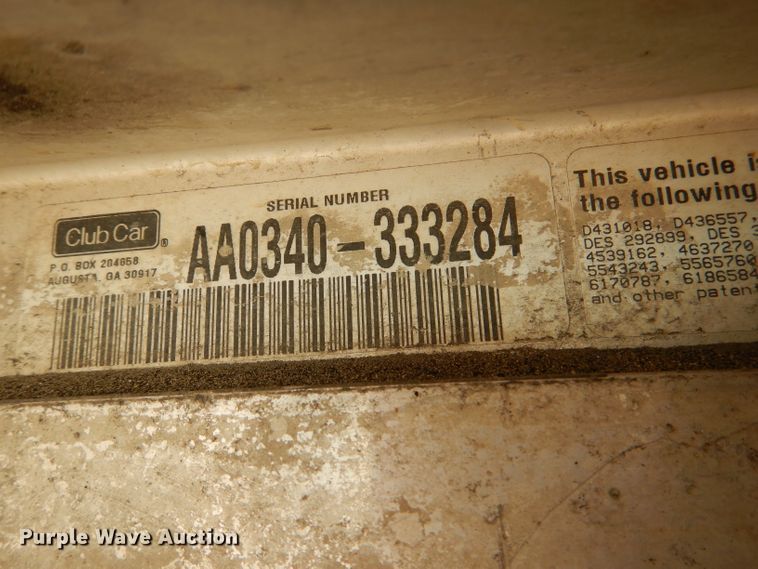 SERIAL NUMBER
Club Car®
AA0340-333284
P.O. BOX 204658
AUGUSTA, GA 30917
This vehicle
the following
D431018, D436557,
DES 292899, DES
4539162, 4637270
5543243, 5565760
6170787, 6186584
and other
Purple Wave Auction